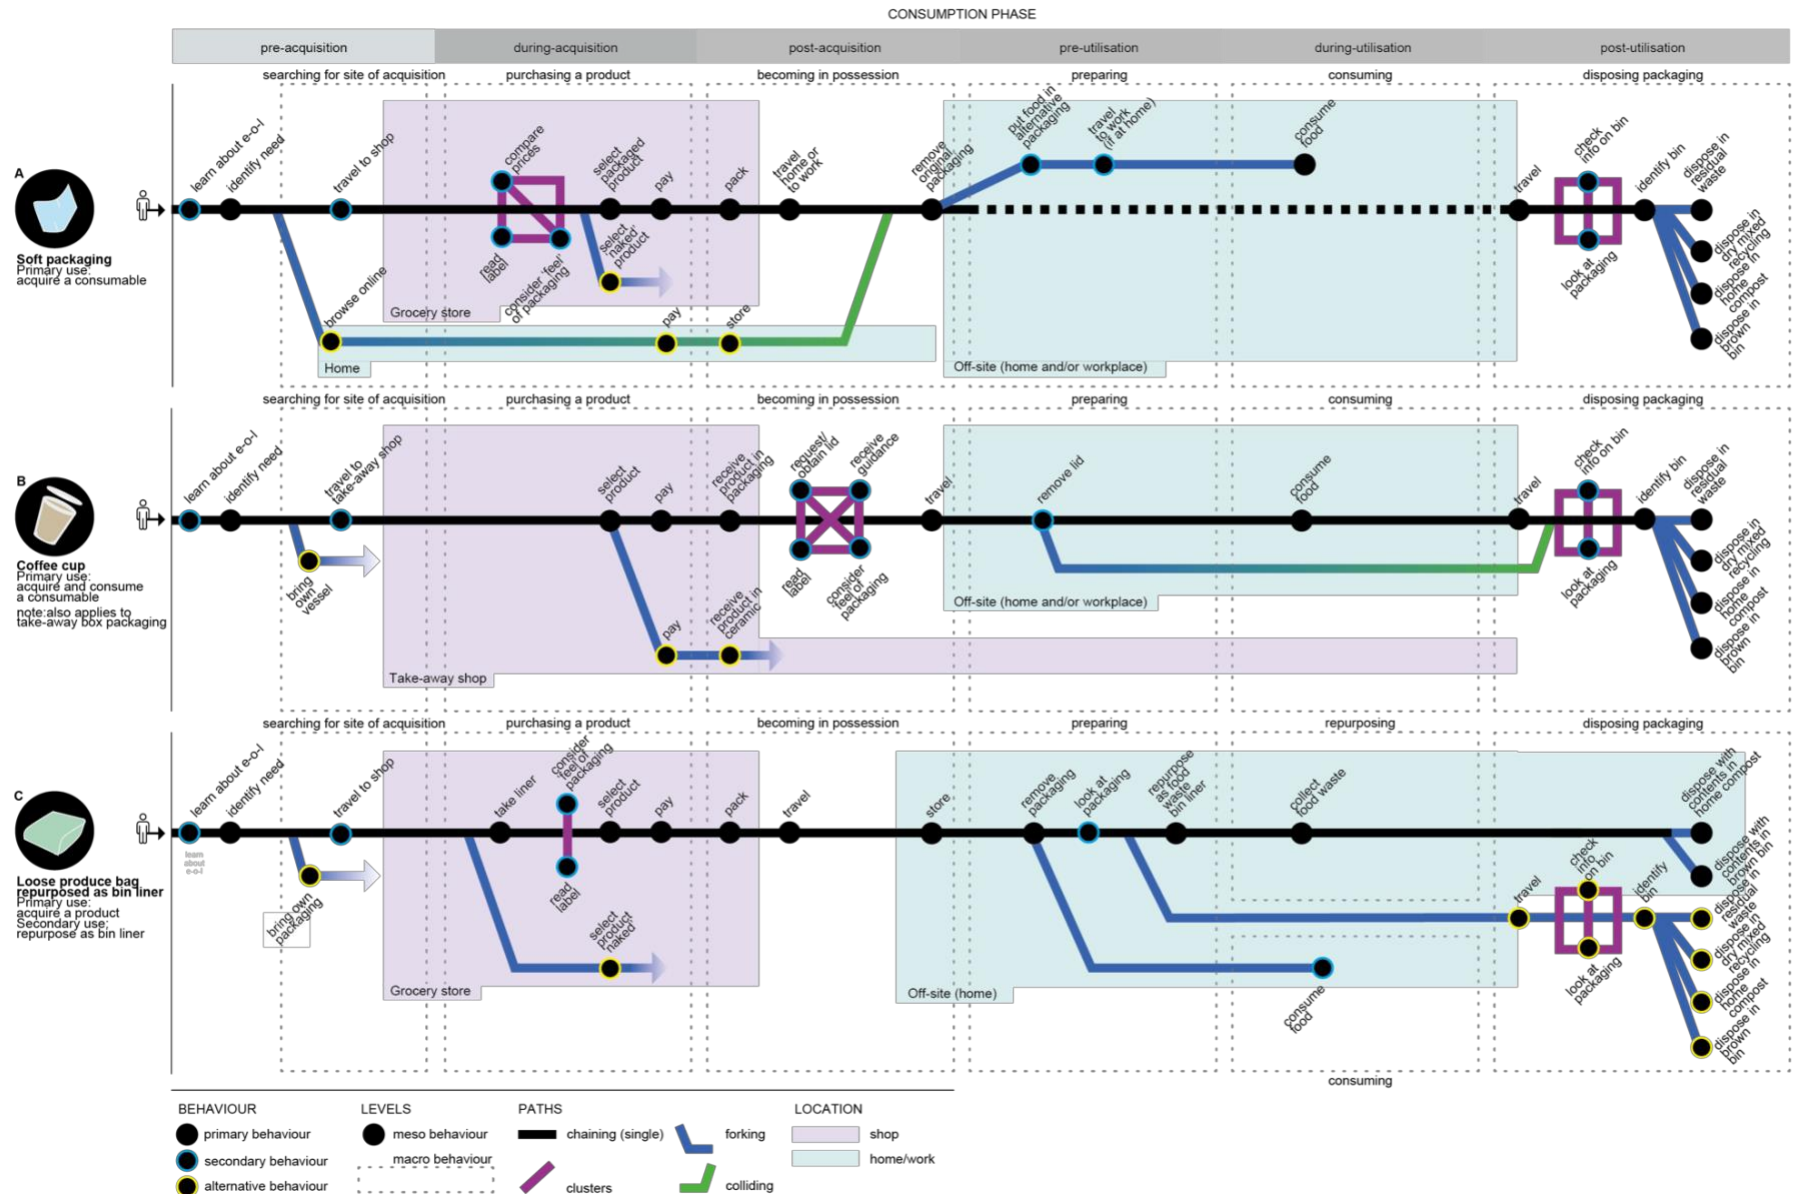 CONSUMPTION PHASE
pre-acquisition
during-acquisition
post-acquisition
pre-utilisation
during-utilisation
post-utilisation
searching for site of acquisition
purchasing a product
becoming in possession
preparing
consuming
disposing packaging
A
Soft packaging
Primary use:
acquire a consumable
learn about e-o-l
identify need
travel to shop
browse online
Home
compare
prices
read
label
consider 'feel'
of packaging
select
packaged
product
select
'naked'
product
pay
pay
Grocery store
pack
store
travel
home or
to work
remove
original
packaging
put food in
alternative
packaging
travel
to work
(if at home)
consume
food
Off-site (home and/or workplace)
travel
check
info on bin
look at
packaging
identify bin
dispose in
residual
waste
dispose in
dry mixed
recycling
dispose in
home
compost
dispose in
brown
bin
searching for site of acquisition
purchasing a product
becoming in possession
preparing
consuming
disposing packaging
B
Coffee cup
Primary use:
acquire and consume
a consumable
note:also applies to
take-away box packaging
learn about e-o-l
identify need
travel to
take-away shop
bring
own
vessel
select
product
pay
receive
product in
packaging
pay
receive
product in
ceramic
Take-away shop
request/
obtain lid
receive
guidance
read
label
consider
'feel' of
packaging
travel
remove lid
consume
food
Off-site (home and/or workplace)
travel
check
info on bin
look at
packaging
identify bin
dispose in
residual
waste
dispose in
dry mixed
recycling
dispose in
home
compost
dispose in
brown
bin
searching for site of acquisition
purchasing a product
becoming in possession
preparing
repurposing
disposing packaging
C
Loose produce bag
repurposed as bin liner
Primary use:
acquire a product
Secondary use;
repurpose as bin liner
learn about e-o-l
learn
about
e-o-l
identify need
travel to shop
bring own
packaging
take liner
consider
'feel' of
packaging
read
label
select
product
pay
select
product
'naked'
Grocery store
pack
travel
store
remove
packaging
look at
packaging
repurpose
as food
waste
bin liner
collect
food waste
consume
food
Off-site (home)
dispose with
contents in
home compost
dispose with
contents in
brown bin
travel
check
info
on bin
look at
packaging
identify
bin
dispose in
residual
waste
dispose in
dry mixed
recycling
dispose in
home
compost
dispose in
brown
bin
consuming
BEHAVIOUR
primary behaviour
secondary behaviour
alternative behaviour
LEVELS
meso behaviour
macro behaviour
PATHS
chaining (single)
clusters
forking
colliding
LOCATION
shop
home/work